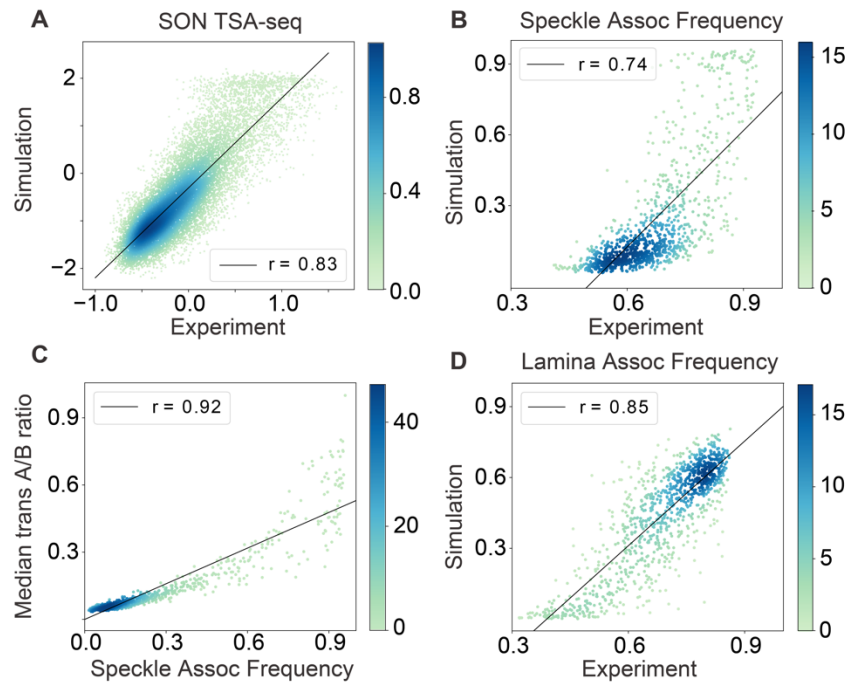 A
SON TSA-seq
Simulation
2
0
−2
−1.0
0.0
1.0
Experiment
r = 0.83
0.8
0.4
0.0
B
Speckle Assoc Frequency
Simulation
0.9
0.6
0.3
0.3
0.6
0.9
Experiment
r = 0.74
15
10
5
0
C
Median trans A/B ratio
0.9
0.6
0.3
0.0
0.3
0.6
0.9
Speckle Assoc Frequency
r = 0.92
40
20
0
D
Lamina Assoc Frequency
Simulation
0.9
0.6
0.3
0.3
0.6
0.9
Experiment
r = 0.85
15
10
5
0